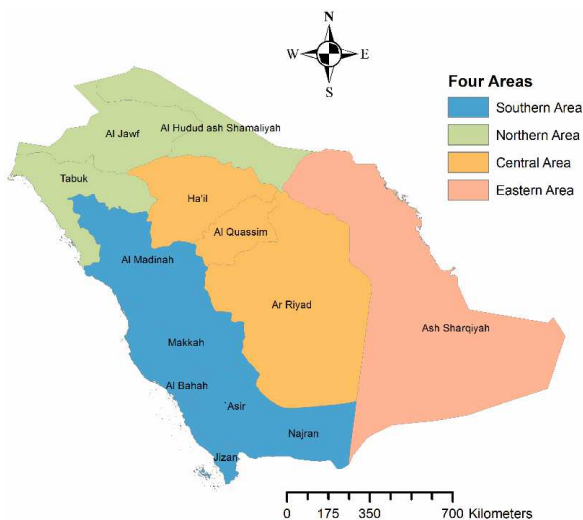 N
W E
S
Four Areas
Southern Area
Northern Area
Central Area
Eastern Area
Al Jawf
Al Hudud ash Shamaliyah
Tabuk
Ha'il
Al Quassim
Al Madinah
Ar Riyad
Ash Sharqiyah
Makkah
Al Bahah
`Asir
Najran
Jizan
0 175 350 700 Kilometers